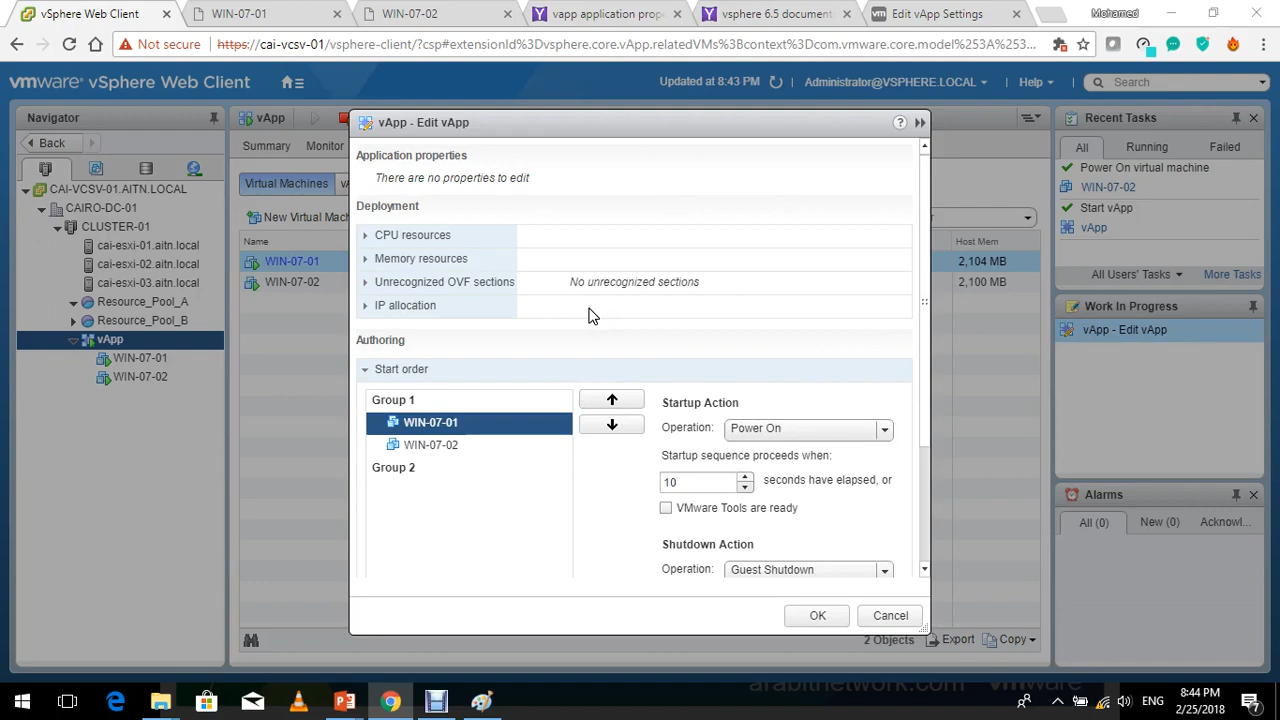 vSphere Web Client
WIN-07-01
WIN-07-02
vapp application prop
vsphere 6.5 document
Edit vApp Settings
Mohamed
Not secure
https://cai-vcsv-01/vsphere-client/?csp#extensionId%3Dvsphere.core.vApp.relatedVMs%3Bcontext%3Dcom.vmware.core.model%253A%253...
vmware vSphere Web Client
Updated at 8:43 PM
Administrator@VSPHERE.LOCAL
Help
Search
Navigator
Back
CAI-VCSV-01.AITN.LOCAL
CAIRO-DC-01
CLUSTER-01
cai-esxi-01.aitn.local
cai-esxi-02.aitn.local
cai-esxi-03.aitn.local
Resource_Pool_A
Resource_Pool_B
vApp
WIN-07-01
WIN-07-02
vApp
Summary Monitor
Virtual Machines
New Virtual Mach
Name
Host Mem
WIN-07-01
2,104 MB
WIN-07-02
2,100 MB
2 Objects
Export
Copy
vApp - Edit vApp
Application properties
There are no properties to edit
Deployment
CPU resources
Memory resources
Unrecognized OVF sections
No unrecognized sections
IP allocation
Authoring
Start order
Group 1
WIN-07-01
WIN-07-02
Group 2
Startup Action
Operation: Power On
Startup sequence proceeds when:
10 seconds have elapsed, or
VMware Tools are ready
Shutdown Action
Operation: Guest Shutdown
OK
Cancel
Recent Tasks
All Running Failed
Power On virtual machine
WIN-07-02
Start vApp
vApp
All Users' Tasks
More Tasks
Work In Progress
vApp - Edit vApp
Alarms
All (0) New (0) Acknowl...
arabitnetwork.com
ENG
8:44 PM
2/25/2018
7